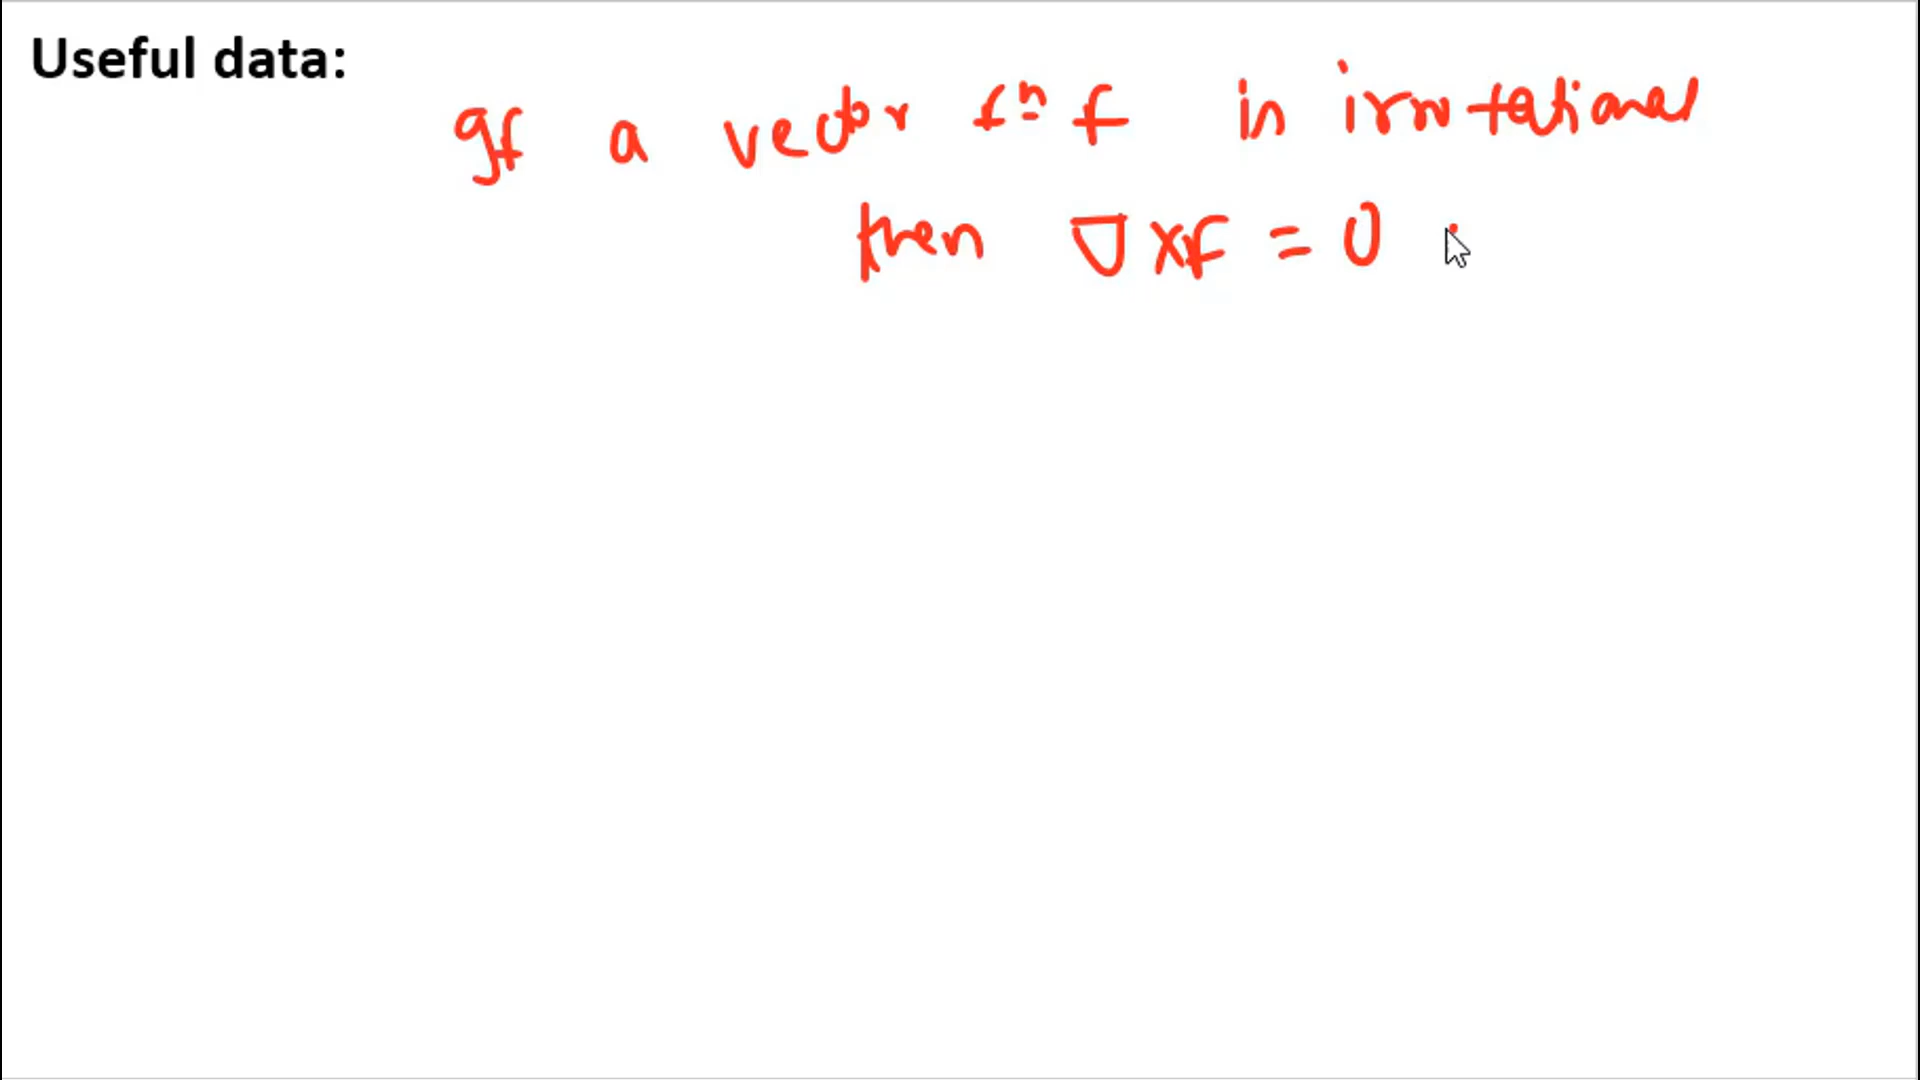 Useful data:
If a vector fⁿ f is irrotational
then ∇×f = 0